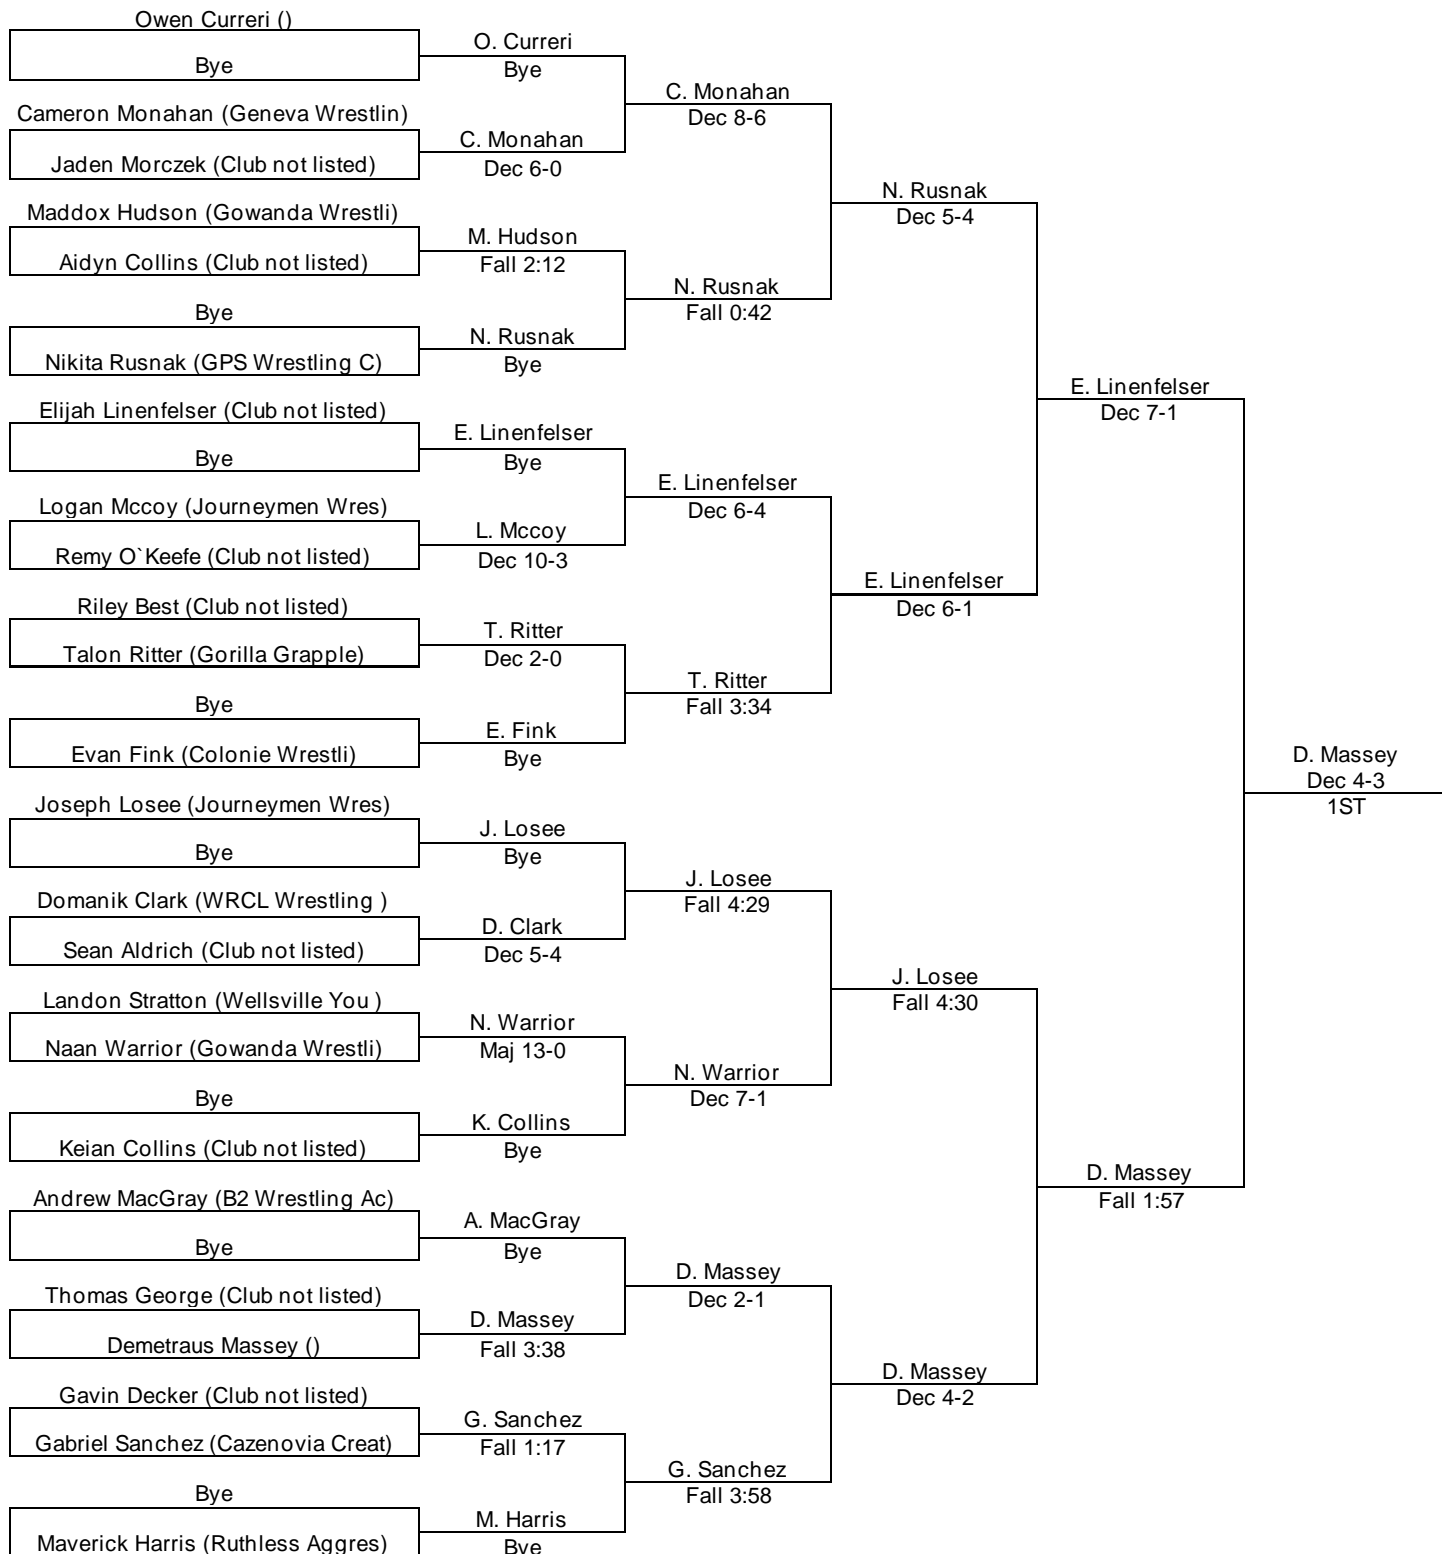 Owen Curreri ()
Bye
Cameron Monahan (Geneva Wrestlin)
Jaden Morczek (Club not listed)
Maddox Hudson (Gowanda Wrestli)
Aidyn Collins (Club not listed)
Bye
Nikita Rusnak (GPS Wrestling C)
Elijah Linenfelser (Club not listed)
Bye
Logan Mccoy (Journeymen Wres)
Remy O`Keefe (Club not listed)
Riley Best (Club not listed)
Talon Ritter (Gorilla Grapple)
Bye
Evan Fink (Colonie Wrestli)
Joseph Losee (Journeymen Wres)
Bye
Domanik Clark (WRCL Wrestling )
Sean Aldrich (Club not listed)
Landon Stratton (Wellsville You )
Naan Warrior (Gowanda Wrestli)
Bye
Keian Collins (Club not listed)
Andrew MacGray (B2 Wrestling Ac)
Bye
Thomas George (Club not listed)
Demetraus Massey ()
Gavin Decker (Club not listed)
Gabriel Sanchez (Cazenovia Creat)
Bye
Maverick Harris (Ruthless Aggres)
O. Curreri
Bye
C. Monahan
Dec 6-0
M. Hudson
Fall 2:12
N. Rusnak
Bye
E. Linenfelser
Bye
L. Mccoy
Dec 10-3
T. Ritter
Dec 2-0
E. Fink
Bye
J. Losee
Bye
D. Clark
Dec 5-4
N. Warrior
Maj 13-0
K. Collins
Bye
A. MacGray
Bye
D. Massey
Fall 3:38
G. Sanchez
Fall 1:17
M. Harris
Bye
C. Monahan
Dec 8-6
N. Rusnak
Fall 0:42
E. Linenfelser
Dec 6-4
T. Ritter
Fall 3:34
J. Losee
Fall 4:29
N. Warrior
Dec 7-1
D. Massey
Dec 2-1
G. Sanchez
Fall 3:58
N. Rusnak
Dec 5-4
E. Linenfelser
Dec 6-1
J. Losee
Fall 4:30
D. Massey
Dec 4-2
E. Linenfelser
Dec 7-1
D. Massey
Fall 1:57
D. Massey
Dec 4-3
1ST